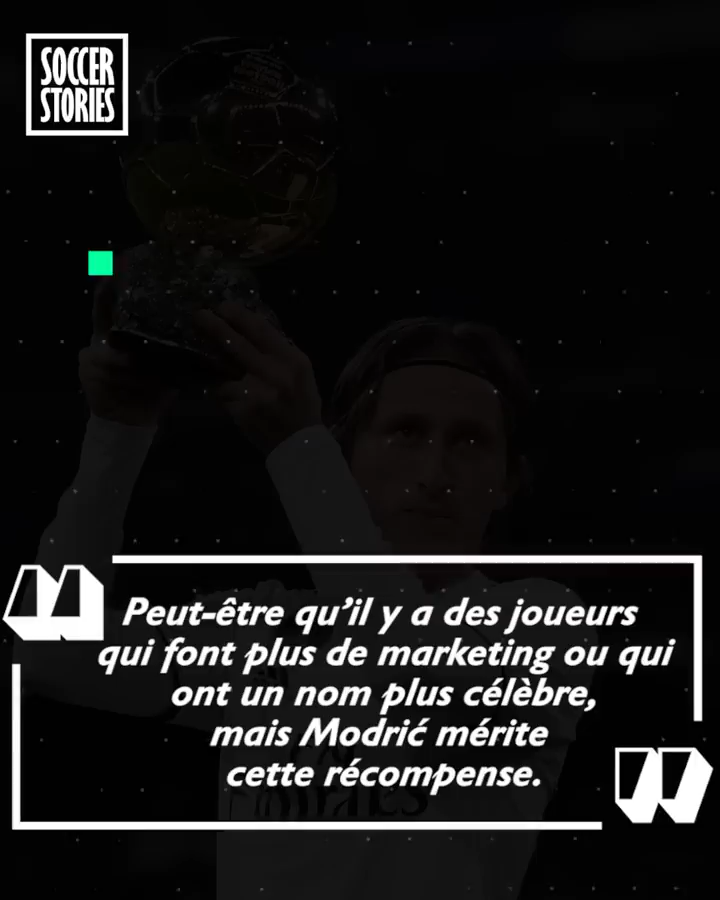 SOCCER
STORIES
Peut-être qu’il y a des joueurs
qui font plus de marketing ou qui
ont un nom plus célèbre,
mais Modrić mérite
cette récompense.
Emirates